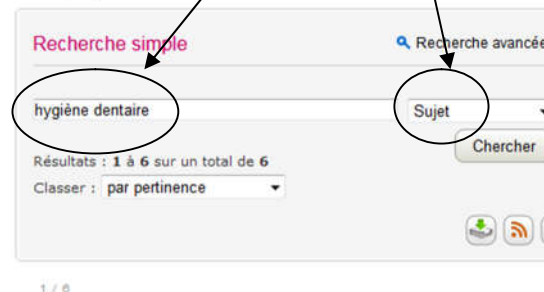 Recherche simple
Recherche avancée
hygiène dentaire
Sujet
Chercher
Résultats : 1 à 6 sur un total de 6
Classer : par pertinence
1 / 6